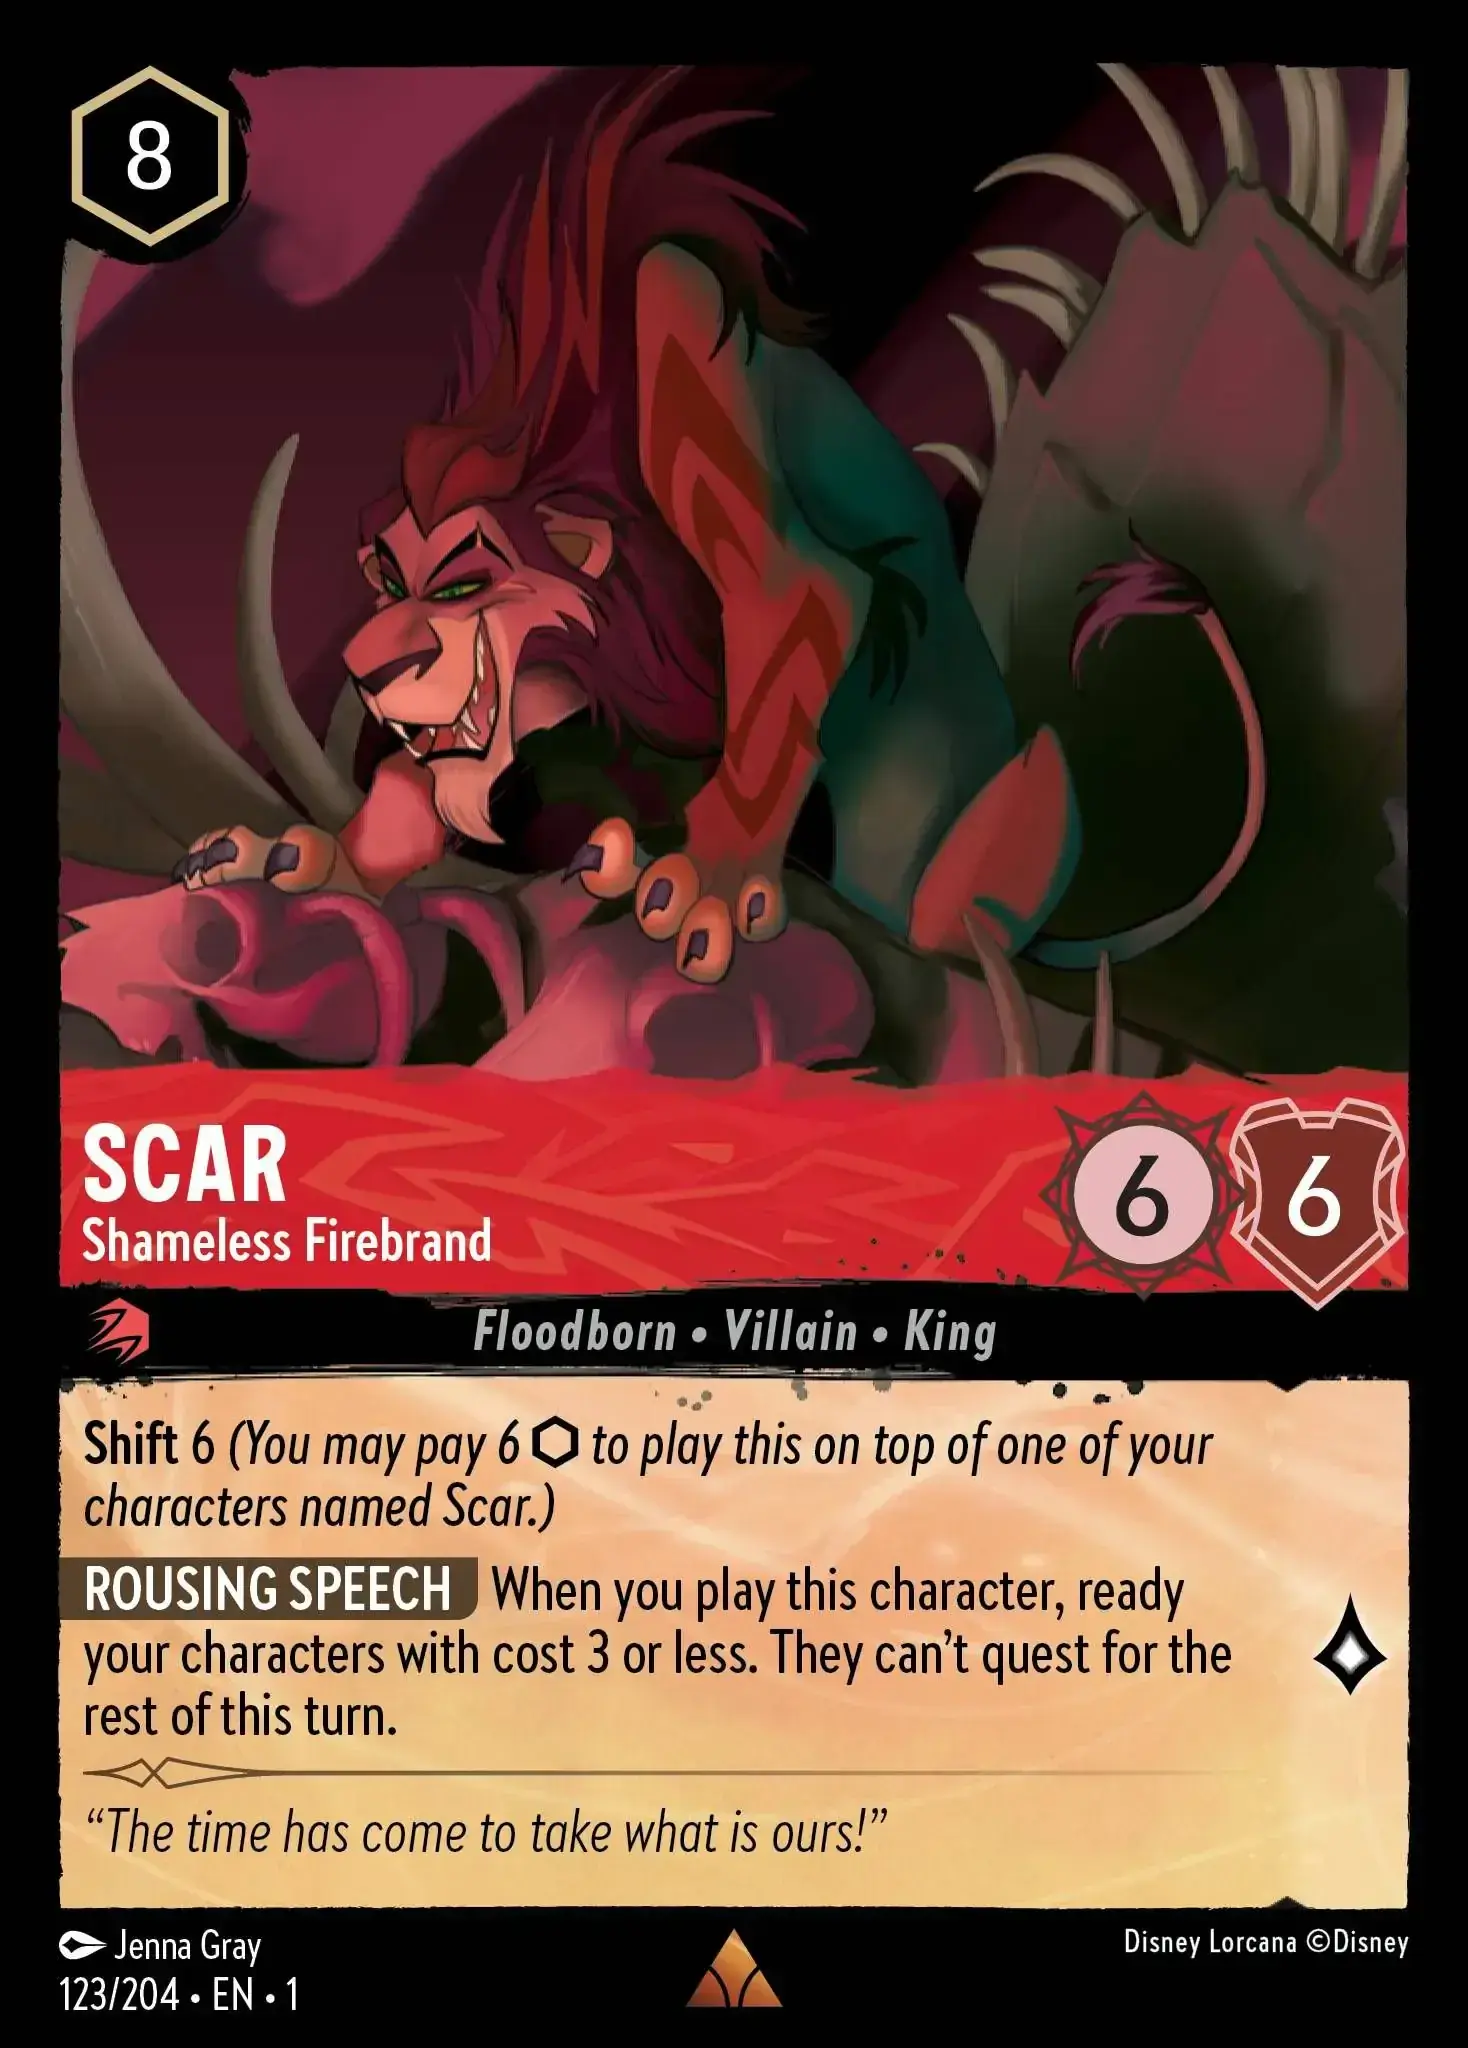 8
SCAR
Shameless Firebrand
6
6
Floodborn • Villain • King
Shift 6 (You may pay 6 ⬡ to play this on top of one of your
characters named Scar.)
ROUSING SPEECH When you play this character, ready
your characters with cost 3 or less. They can’t quest for the
rest of this turn.
“The time has come to take what is ours!”
Jenna Gray
Disney Lorcana ©Disney
123/204 • EN • 1